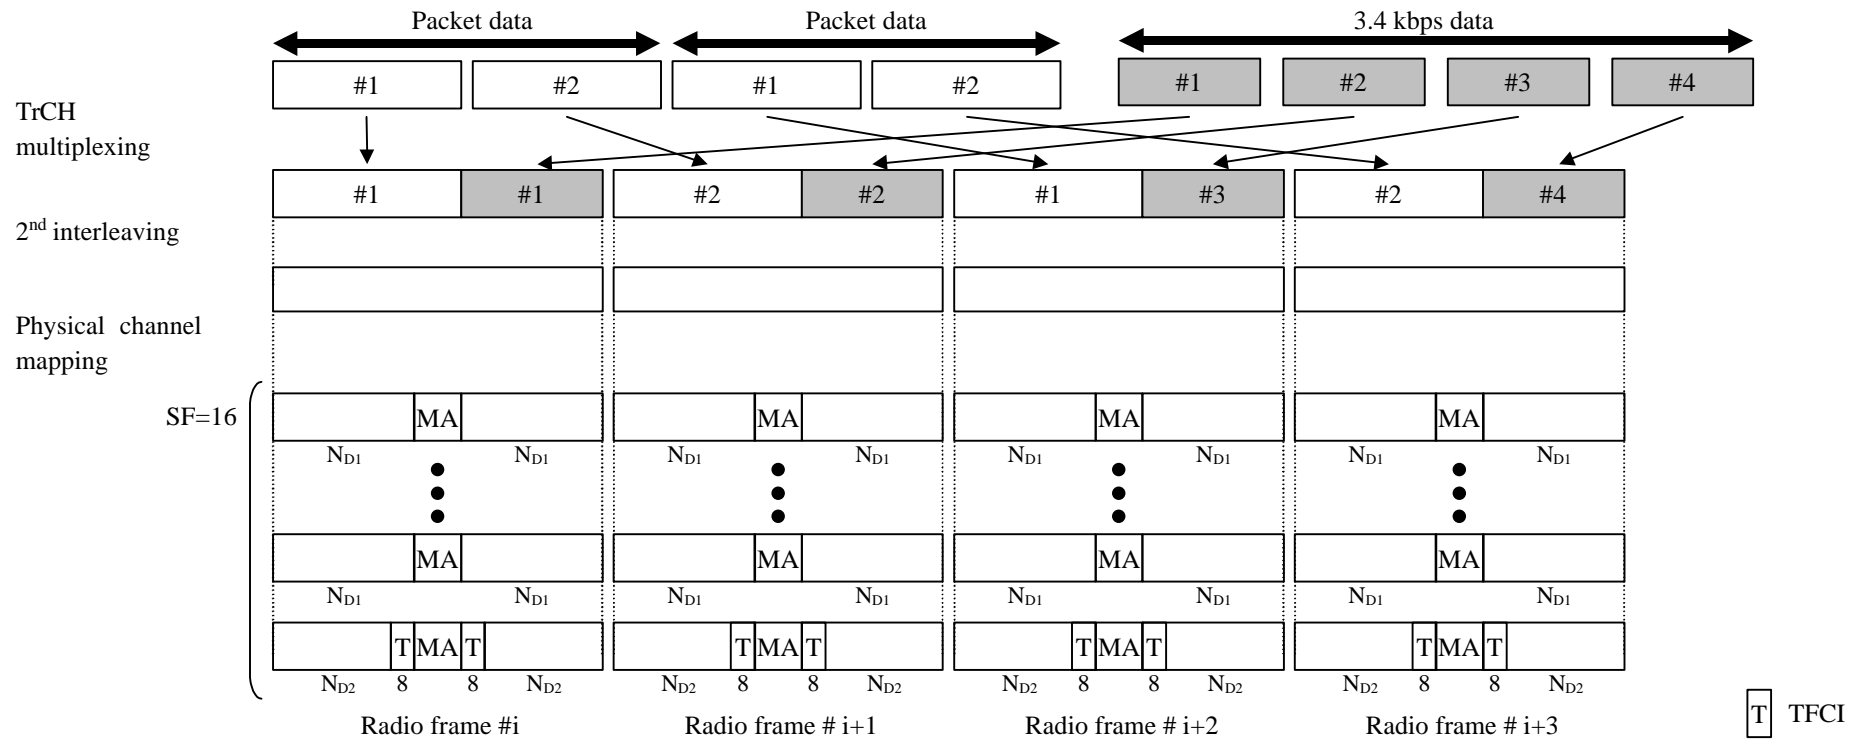 Packet data Packet data 3.4 kbps data
#1 #2 #1 #2 #1 #2 #3 #4
TrCH
multiplexing
#1 #1 #2 #2 #1 #3 #2 #4
2nd interleaving
Physical channel
mapping
SF=16 MA MA MA MA
ND1 ND1 ND1 ND1 ND1 ND1 ND1 ND1
MA MA MA MA
ND1 ND1 ND1 ND1 ND1 ND1 ND1 ND1
T MA T T MA T T MA T T MA T
ND2 8 8 ND2 ND2 8 8 ND2 ND2 8 8 ND2 ND2 8 8 ND2
Radio frame #i Radio frame # i+1 Radio frame # i+2 Radio frame # i+3
T TFCI